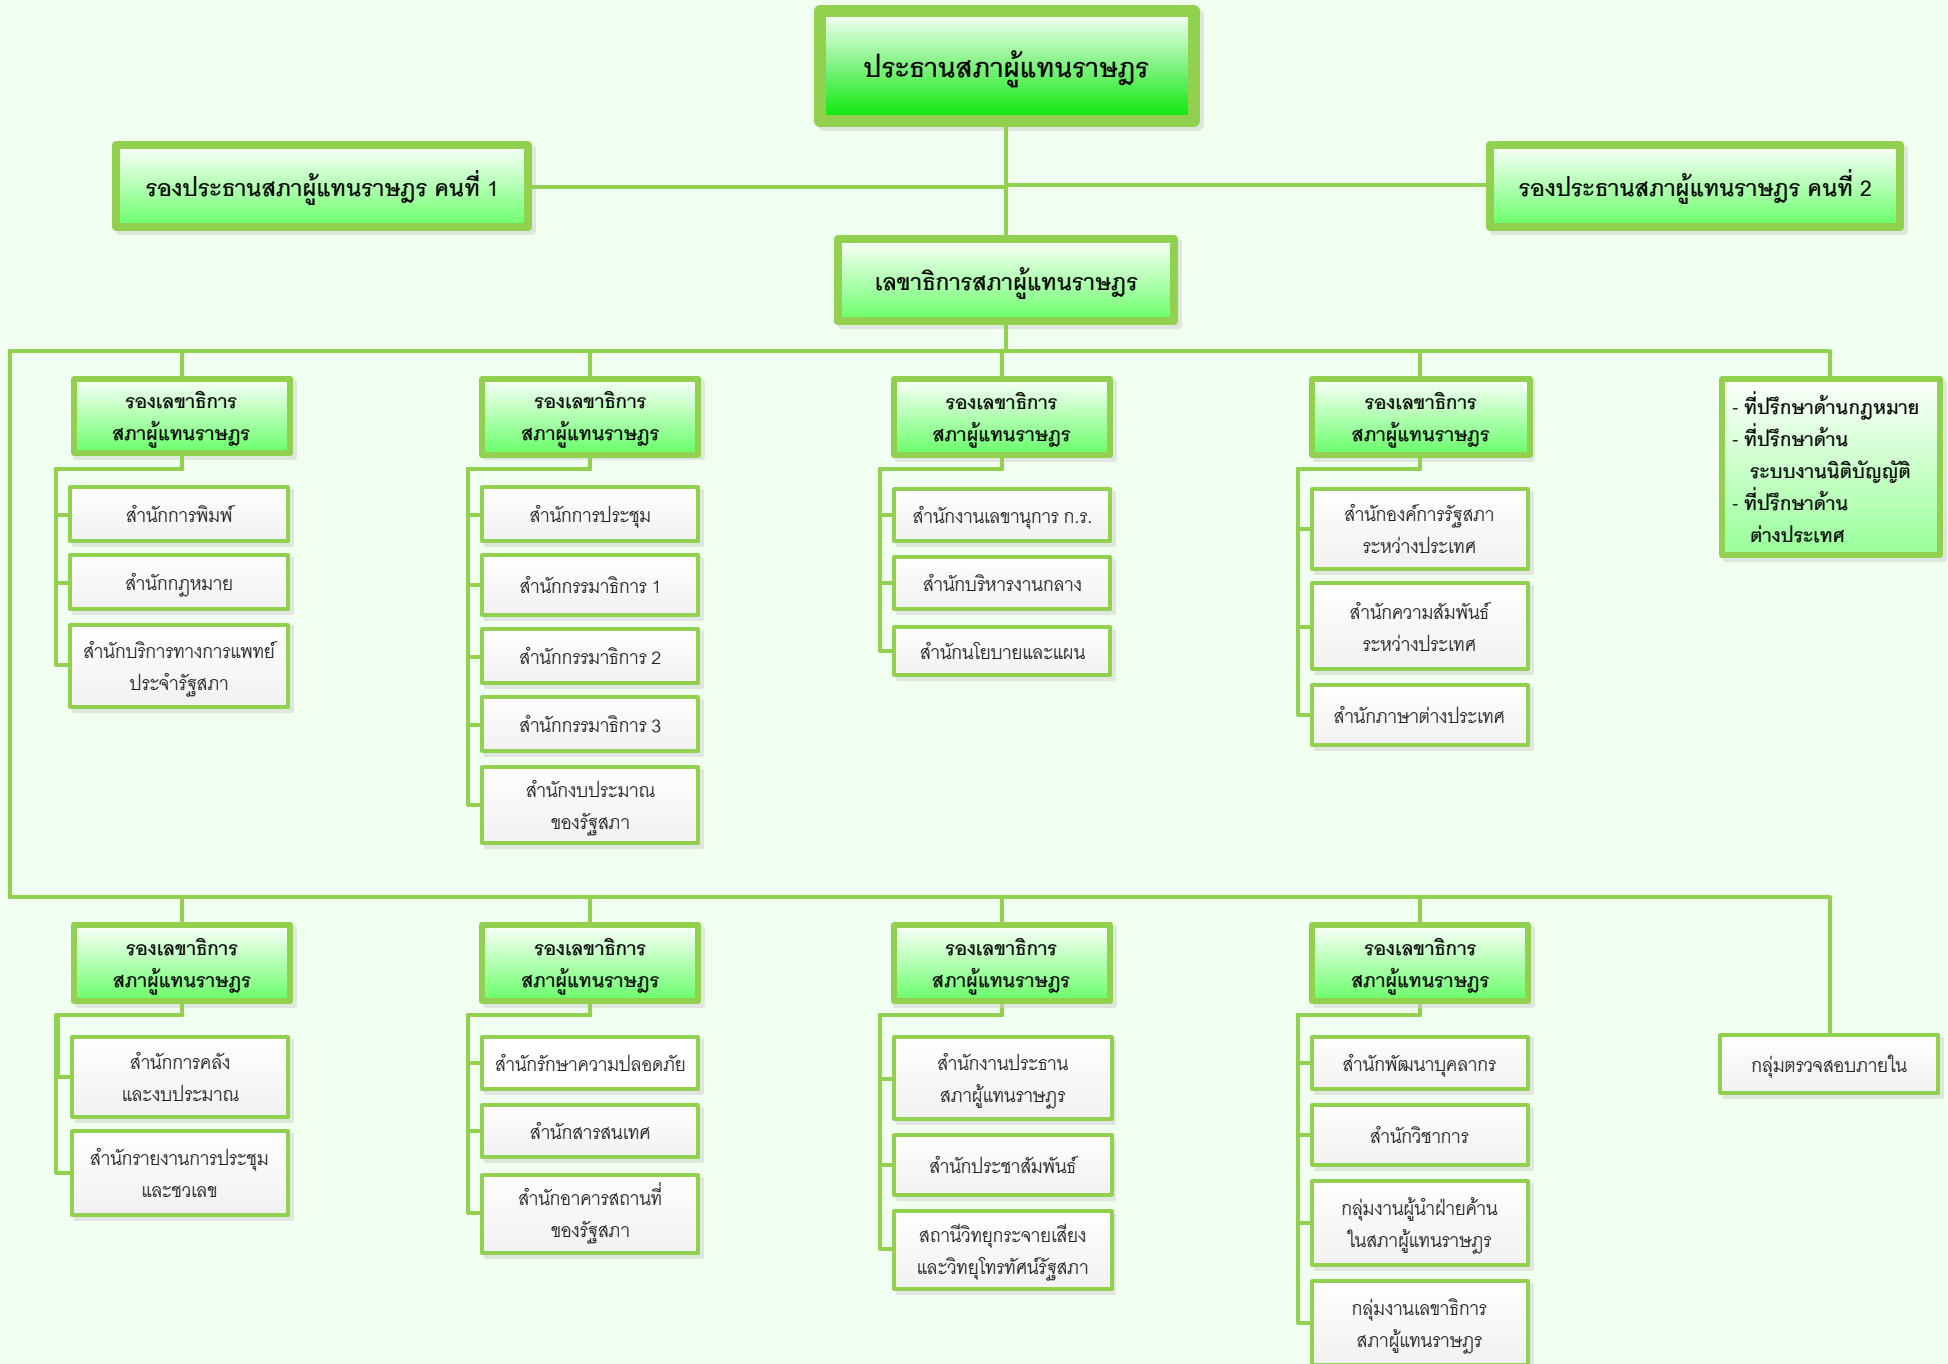 ประธานสภาผู้แทนราษฎร
รองประธานสภาผู้แทนราษฎร คนที่ 1
รองประธานสภาผู้แทนราษฎร คนที่ 2
เลขาธิการสภาผู้แทนราษฎร
รองเลขาธิการ
สภาผู้แทนราษฎร
สำนักการพิมพ์
สำนักกฎหมาย
สำนักบริการทางการแพทย์
ประจำรัฐสภา
รองเลขาธิการ
สภาผู้แทนราษฎร
สำนักการประชุม
สำนักกรรมาธิการ 1
สำนักกรรมาธิการ 2
สำนักกรรมาธิการ 3
สำนักงบประมาณ
ของรัฐสภา
รองเลขาธิการ
สภาผู้แทนราษฎร
สำนักงานเลขานุการ ก.ร.
สำนักบริหารงานกลาง
สำนักนโยบายและแผน
รองเลขาธิการ
สภาผู้แทนราษฎร
สำนักองค์การรัฐสภา
ระหว่างประเทศ
สำนักความสัมพันธ์
ระหว่างประเทศ
สำนักภาษาต่างประเทศ
- ที่ปรึกษาด้านกฎหมาย
- ที่ปรึกษาด้าน
ระบบงานนิติบัญญัติ
- ที่ปรึกษาด้าน
ต่างประเทศ
รองเลขาธิการ
สภาผู้แทนราษฎร
สำนักการคลัง
และงบประมาณ
สำนักรายงานการประชุม
และชวเลข
รองเลขาธิการ
สภาผู้แทนราษฎร
สำนักรักษาความปลอดภัย
สำนักสารสนเทศ
สำนักอาคารสถานที่
ของรัฐสภา
รองเลขาธิการ
สภาผู้แทนราษฎร
สำนักงานประธาน
สภาผู้แทนราษฎร
สำนักประชาสัมพันธ์
สถานีวิทยุกระจายเสียง
และวิทยุโทรทัศน์รัฐสภา
รองเลขาธิการ
สภาผู้แทนราษฎร
สำนักพัฒนาบุคลากร
สำนักวิชาการ
กลุ่มงานผู้นำฝ่ายค้าน
ในสภาผู้แทนราษฎร
กลุ่มงานเลขาธิการ
สภาผู้แทนราษฎร
กลุ่มตรวจสอบภายใน